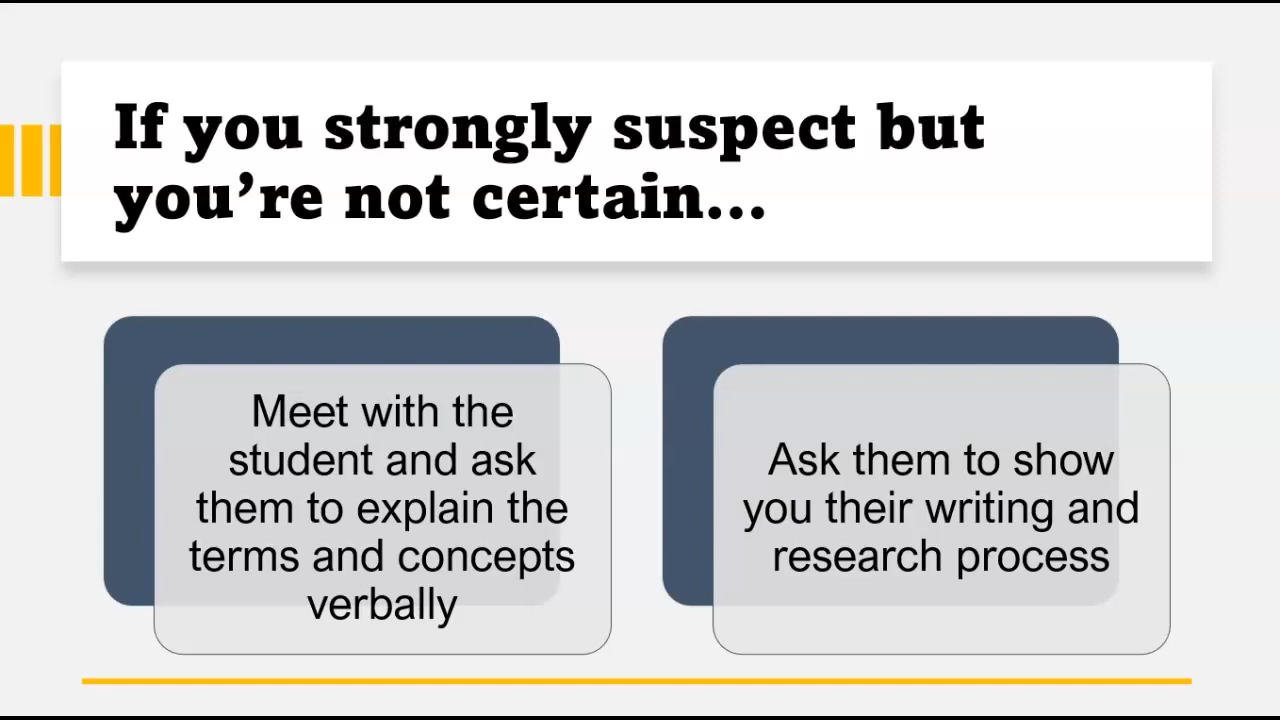 If you strongly suspect but
you’re not certain...
Meet with the
student and ask
them to explain the
terms and concepts
verbally
Ask them to show
you their writing and
research process